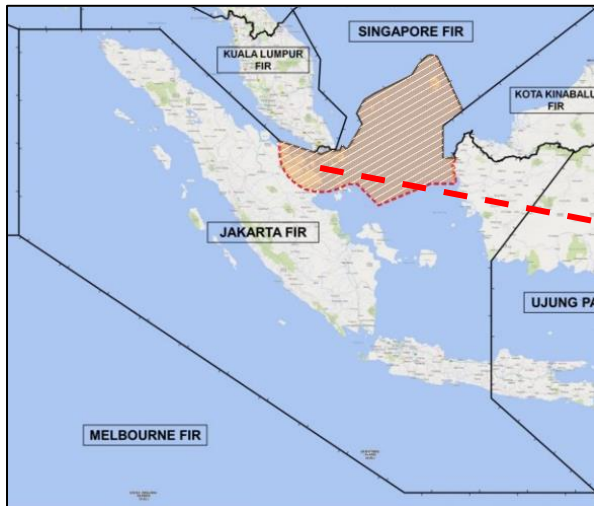 SINGAPORE FIR
KUALA LUMPUR
FIR
KOTA KINABALU
FIR
JAKARTA FIR
UJUNG PA
MELBOURNE FIR